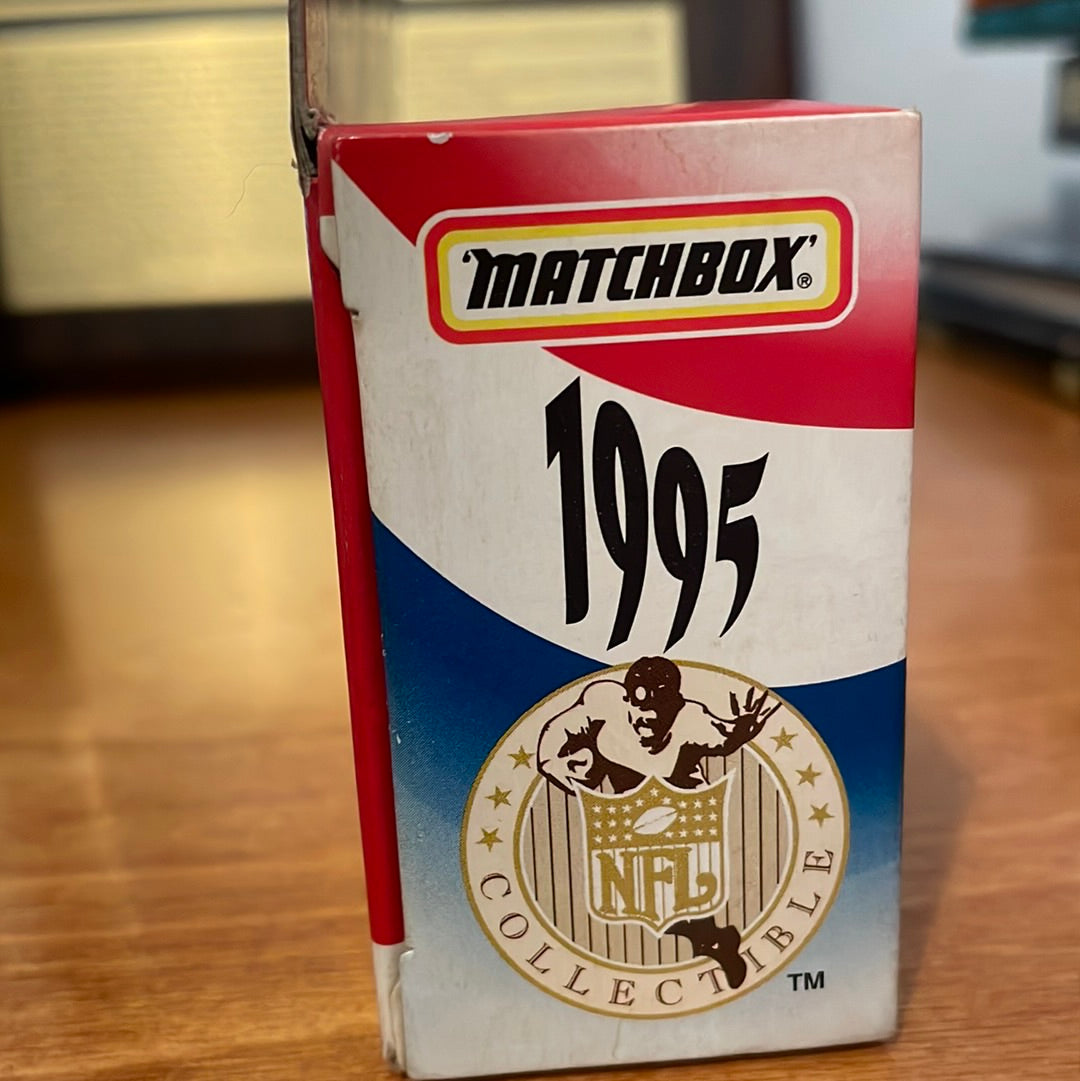 'MATCHBOX'®
1995
NFL
COLLECTIBLE
TM